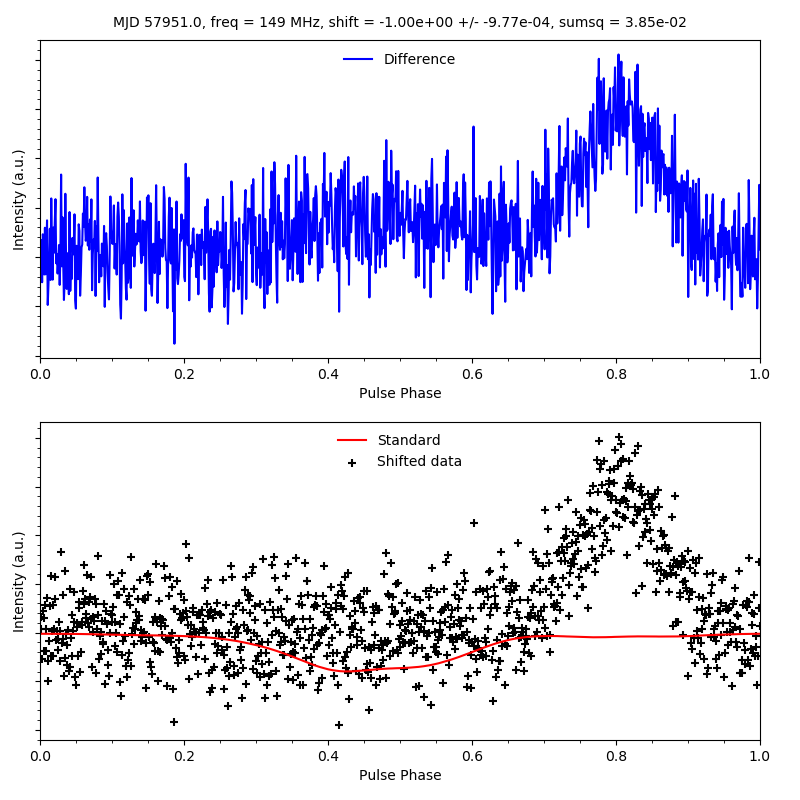 MJD 57951.0, freq = 149 MHz, shift = -1.00e+00 +/- -9.77e-04, sumsq = 3.85e-02
Difference
Intensity (a.u.)
0.0 0.2 0.4 0.6 0.8 1.0
Pulse Phase
Standard
Shifted data
Intensity (a.u.)
0.0 0.2 0.4 0.6 0.8 1.0
Pulse Phase